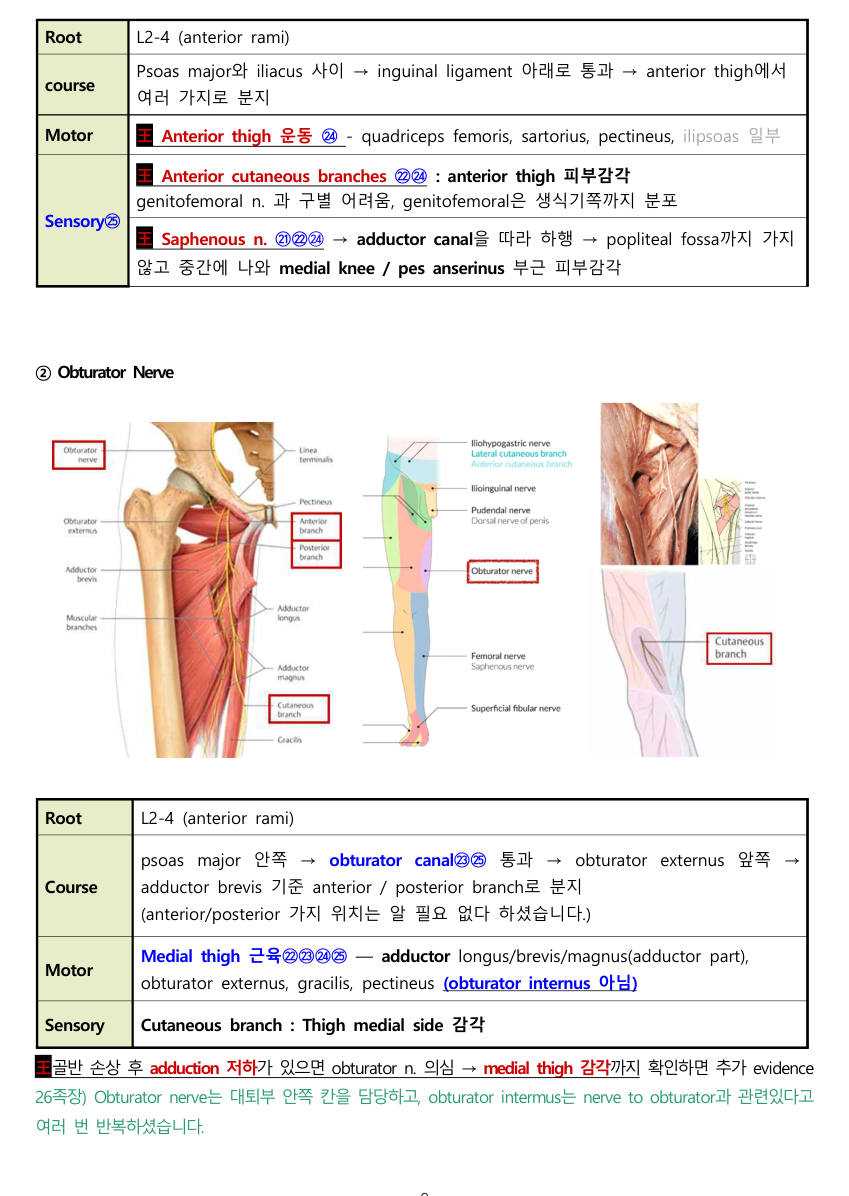 Root L2-4 (anterior rami)
course Psoas major와 iliacus 사이 → inguinal ligament 아래로 통과 → anterior thigh에서
여러 가지로 분지
Motor 王 Anterior thigh 운동 ㉔ - quadriceps femoris, sartorius, pectineus, ilipsoas 일부
Sensory㉕
王 Anterior cutaneous branches ㉒㉔ : anterior thigh 피부감각
genitofemoral n. 과 구별 어려움, genitofemoral은 생식기쪽까지 분포
王 Saphenous n. ㉑㉒㉔ → adductor canal을 따라 하행 → popliteal fossa까지 가지
않고 중간에 나와 medial knee / pes anserinus 부근 피부감각
② Obturator Nerve
Obturator
nerve
Obturator
externus
Adductor
brevis
Muscular
branches
Linea
terminalis
Pectineus
Anterior
branch
Posterior
branch
Adductor
longus
Adductor
magnus
Cutaneous
branch
Gracilis
Iliohypogastric nerve
Lateral cutaneous branch
Anterior cutaneous branch
Ilioinguinal nerve
Pudendal nerve
Dorsal nerve of penis
Obturator nerve
Femoral nerve
Saphenous nerve
Superficial fibular nerve
Cutaneous
branch
Root L2-4 (anterior rami)
Course
psoas major 안쪽 → obturator canal㉓㉕ 통과 → obturator externus 앞쪽 →
adductor brevis 기준 anterior / posterior branch로 분지
(anterior/posterior 가지 위치는 알 필요 없다 하셨습니다.)
Motor
Medial thigh 근육㉒㉓㉔㉕ — adductor longus/brevis/magnus(adductor part),
obturator externus, gracilis, pectineus (obturator internus 아님)
Sensory Cutaneous branch : Thigh medial side 감각
王골반 손상 후 adduction 저하가 있으면 obturator n. 의심 → medial thigh 감각까지 확인하면 추가 evidence
26족장) Obturator nerve는 대퇴부 안쪽 칸을 담당하고, obturator intermus는 nerve to obturator과 관련있다고
여러 번 반복하셨습니다.